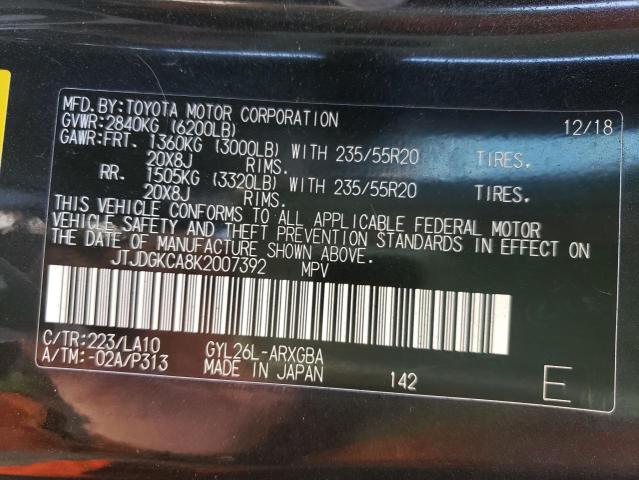 MFD.BY:TOYOTA MOTOR CORPORATION 12/18
GVWR:2840KG (6200LB)
GAWR:FRT. 1360KG (3000LB) WITH 235/55R20 TIRES.
20X8J RIMS.
RR. 1505KG (3320LB) WITH 235/55R20 TIRES.
20X8J RIMS.
THIS VEHICLE CONFORMS TO ALL APPLICABLE FEDERAL MOTOR
VEHICLE SAFETY AND THEFT PREVENTION STANDARDS IN EFFECT ON
THE DATE OF MANUFACTURE SHOWN ABOVE.
JTJDGKCA8K2007392 MPV
C/TR:223/LA10 GYL26L-ARXGBA
A/TM:-02A/P313 MADE IN JAPAN 142 E